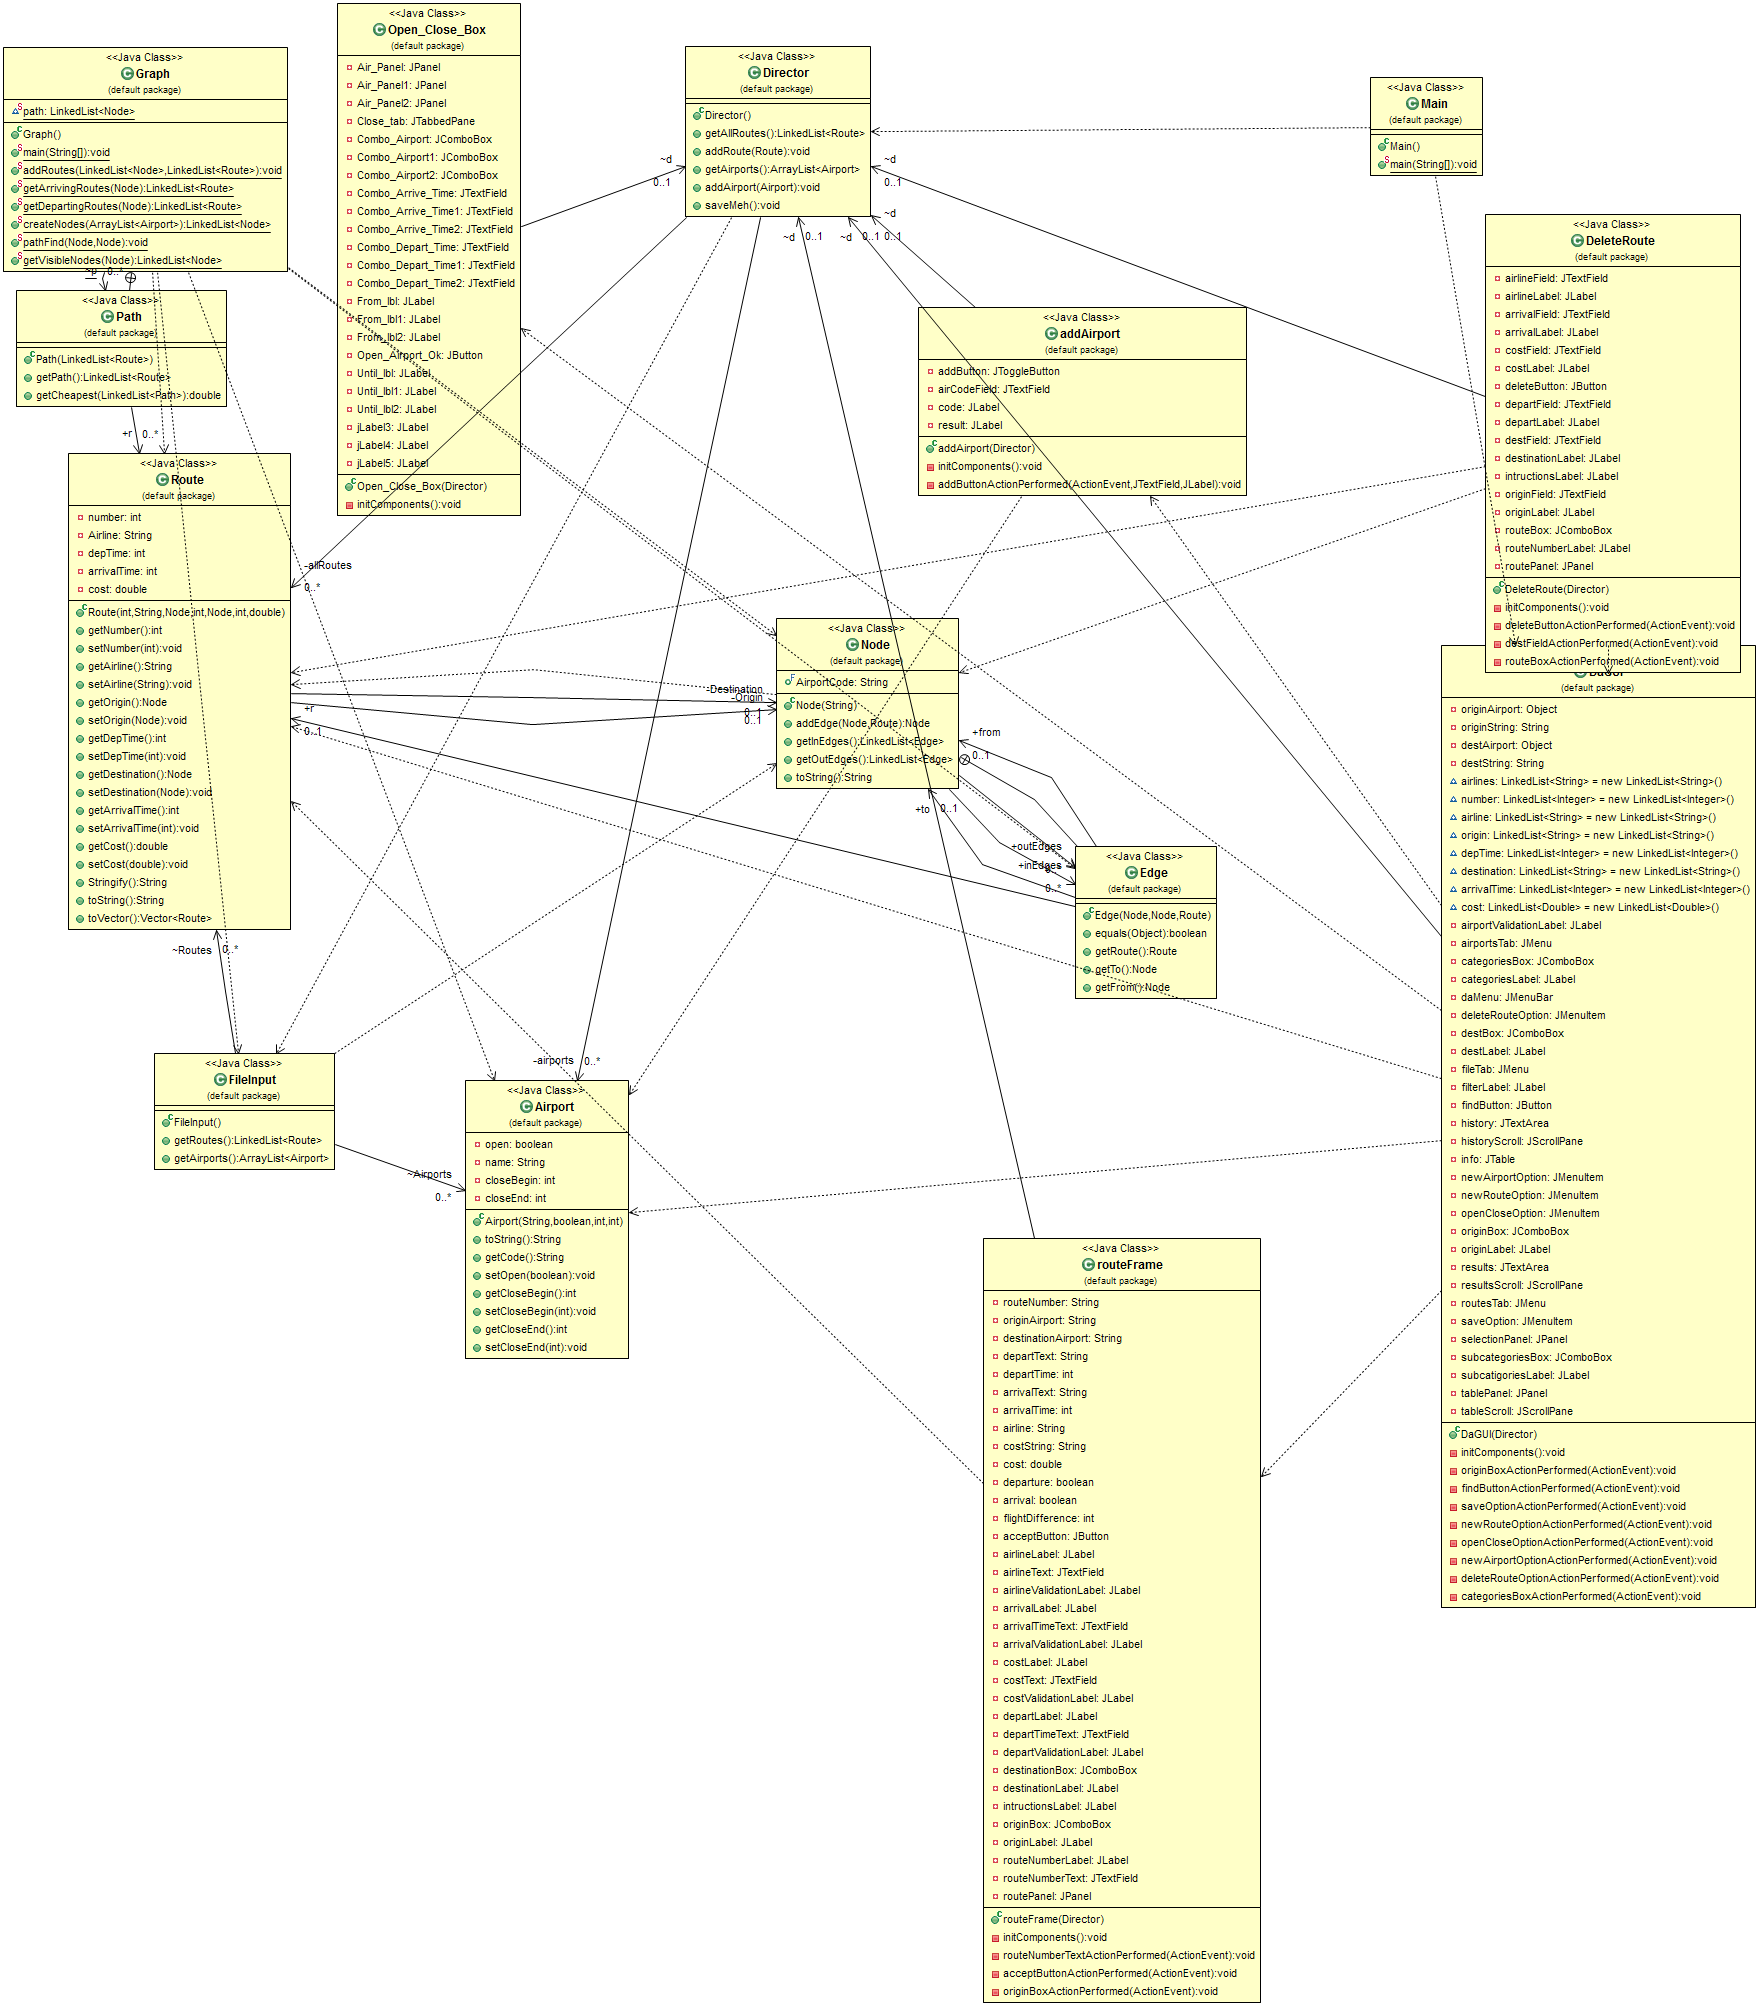 <<Java Class>>
Graph
(default package)
path: LinkedList<Node>
Graph()
main(String[]):void
addRoutes(LinkedList<Node>,LinkedList<Route>):void
getArrivingRoutes(Node):LinkedList<Route>
getDepartingRoutes(Node):LinkedList<Route>
createNodes(ArrayList<Airport>):LinkedList<Node>
pathFind(Node,Node):void
getVisibleNodes(Node):LinkedList<Node>
~p
0..*
<<Java Class>>
Path
(default package)
Path(LinkedList<Route>)
getPath():LinkedList<Route>
getCheapest(LinkedList<Path>):double
+r
0..*
<<Java Class>>
Route
(default package)
number: int
Airline: String
depTime: int
arrivalTime: int
cost: double
Route(int,String,Node,int,Node,int,double)
getNumber():int
setNumber(int):void
getAirline():String
setAirline(String):void
getOrigin():Node
setOrigin(Node):void
getDepTime():int
setDepTime(int):void
getDestination():Node
setDestination(Node):void
getArrivalTime():int
setArrivalTime(int):void
getCost():double
setCost(double):void
Stringify():String
toString():String
toVector():Vector<Route>
~Routes
0..*
<<Java Class>>
FileInput
(default package)
FileInput()
getRoutes():LinkedList<Route>
getAirports():ArrayList<Airport>
~Airports
0..*
<<Java Class>>
Open_Close_Box
(default package)
Air_Panel: JPanel
Air_Panel1: JPanel
Air_Panel2: JPanel
Close_tab: JTabbedPane
Combo_Airport: JComboBox
Combo_Airport1: JComboBox
Combo_Airport2: JComboBox
Combo_Arrive_Time: JTextField
Combo_Arrive_Time1: JTextField
Combo_Arrive_Time2: JTextField
Combo_Depart_Time: JTextField
Combo_Depart_Time1: JTextField
Combo_Depart_Time2: JTextField
From_lbl: JLabel
From_lbl1: JLabel
From_lbl2: JLabel
Open_Airport_Ok: JButton
Until_lbl: JLabel
Until_lbl1: JLabel
Until_lbl2: JLabel
jLabel3: JLabel
jLabel4: JLabel
jLabel5: JLabel
Open_Close_Box(Director)
initComponents():void
~d
0..1
-allRoutes
0..*
<<Java Class>>
Director
(default package)
Director()
getAllRoutes():LinkedList<Route>
addRoute(Route):void
getAirports():ArrayList<Airport>
addAirport(Airport):void
saveMeh():void
~d
0..1
~d
~d
0..1
~d
0..1
0..1
<<Java Class>>
Main
(default package)
Main()
main(String[]):void
<<Java Class>>
addAirport
(default package)
addButton: JToggleButton
airCodeField: JTextField
code: JLabel
result: JLabel
addAirport(Director)
initComponents():void
addButtonActionPerformed(ActionEvent,JTextField,JLabel):void
<<Java Class>>
DeleteRoute
(default package)
airlineField: JTextField
airlineLabel: JLabel
arrivalField: JTextField
arrivalLabel: JLabel
costField: JTextField
costLabel: JLabel
deleteButton: JButton
departField: JTextField
departLabel: JLabel
destField: JTextField
destinationLabel: JLabel
intructionsLabel: JLabel
originField: JTextField
originLabel: JLabel
routeBox: JComboBox
routeNumberLabel: JLabel
routePanel: JPanel
DeleteRoute(Director)
initComponents():void
deleteButtonActionPerformed(ActionEvent):void
destFieldActionPerformed(ActionEvent):void
routeBoxActionPerformed(ActionEvent):void
<<Java Class>>
Node
(default package)
AirportCode: String
Node(String)
addEdge(Node,Route):Node
getInEdges():LinkedList<Edge>
getOutEdges():LinkedList<Edge>
toString():String
-Destination
-Origin
0..1
0..1
+r
0..1
+from
0..1
+to
0..1
+outEdges
+inEdges
0..*
0..*
<<Java Class>>
Edge
(default package)
Edge(Node,Node,Route)
equals(Object):boolean
getRoute():Route
getTo():Node
getFrom():Node
-airports
0..*
<<Java Class>>
Airport
(default package)
open: boolean
name: String
closeBegin: int
closeEnd: int
Airport(String,boolean,int,int)
toString():String
getCode():String
setOpen(boolean):void
getCloseBegin():int
setCloseBegin(int):void
getCloseEnd():int
setCloseEnd(int):void
<<Java Class>>
routeFrame
(default package)
routeNumber: String
originAirport: String
destinationAirport: String
departText: String
departTime: int
arrivalText: String
arrivalTime: int
airline: String
costString: String
cost: double
departure: boolean
arrival: boolean
flightDifference: int
acceptButton: JButton
airlineLabel: JLabel
airlineText: JTextField
airlineValidationLabel: JLabel
arrivalLabel: JLabel
arrivalTimeText: JTextField
arrivalValidationLabel: JLabel
costLabel: JLabel
costText: JTextField
costValidationLabel: JLabel
departLabel: JLabel
departTimeText: JTextField
departValidationLabel: JLabel
destinationBox: JComboBox
destinationLabel: JLabel
intructionsLabel: JLabel
originBox: JComboBox
originLabel: JLabel
routeNumberLabel: JLabel
routeNumberText: JTextField
routePanel: JPanel
routeFrame(Director)
initComponents():void
routeNumberTextActionPerformed(ActionEvent):void
acceptButtonActionPerformed(ActionEvent):void
originBoxActionPerformed(ActionEvent):void
(default package)
originAirport: Object
originString: String
destAirport: Object
destString: String
airlines: LinkedList<String> = new LinkedList<String>()
number: LinkedList<Integer> = new LinkedList<Integer>()
airline: LinkedList<String> = new LinkedList<String>()
origin: LinkedList<String> = new LinkedList<String>()
depTime: LinkedList<Integer> = new LinkedList<Integer>()
destination: LinkedList<String> = new LinkedList<String>()
arrivalTime: LinkedList<Integer> = new LinkedList<Integer>()
cost: LinkedList<Double> = new LinkedList<Double>()
airportValidationLabel: JLabel
airportsTab: JMenu
categoriesBox: JComboBox
categoriesLabel: JLabel
daMenu: JMenuBar
deleteRouteOption: JMenuItem
destBox: JComboBox
destLabel: JLabel
fileTab: JMenu
filterLabel: JLabel
findButton: JButton
history: JTextArea
historyScroll: JScrollPane
info: JTable
newAirportOption: JMenuItem
newRouteOption: JMenuItem
openCloseOption: JMenuItem
originBox: JComboBox
originLabel: JLabel
results: JTextArea
resultsScroll: JScrollPane
routesTab: JMenu
saveOption: JMenuItem
selectionPanel: JPanel
subcategoriesBox: JComboBox
subcatigoriesLabel: JLabel
tablePanel: JPanel
tableScroll: JScrollPane
DaGUI(Director)
initComponents():void
originBoxActionPerformed(ActionEvent):void
findButtonActionPerformed(ActionEvent):void
saveOptionActionPerformed(ActionEvent):void
newRouteOptionActionPerformed(ActionEvent):void
openCloseOptionActionPerformed(ActionEvent):void
newAirportOptionActionPerformed(ActionEvent):void
deleteRouteOptionActionPerformed(ActionEvent):void
categoriesBoxActionPerformed(ActionEvent):void